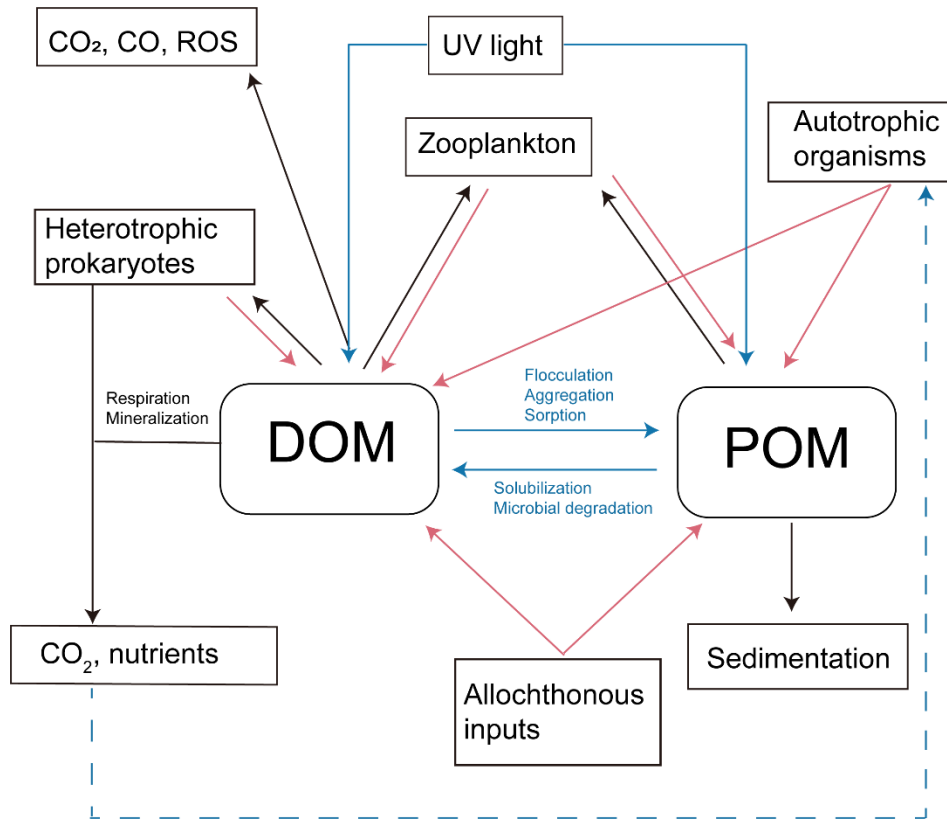 CO₂, CO, ROS
UV light
Zooplankton
Autotrophic
organisms
Heterotrophic
prokaryotes
Respiration
Mineralization
DOM
Flocculation
Aggregation
Sorption
POM
Solubilization
Microbial degradation
CO₂, nutrients
Allochthonous
inputs
Sedimentation